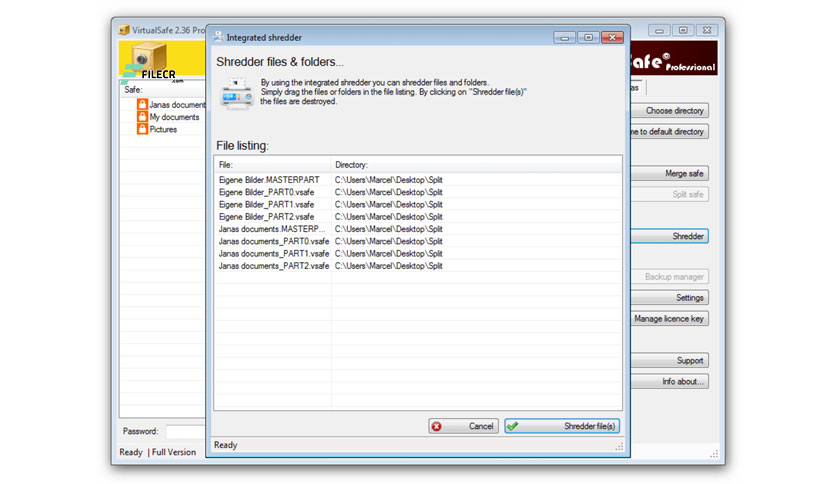 VirtualSafe 2.36 Pro
FILECR
.com
Safe:
Janas document
My documents
Pictures
Password:
Ready | Full Version
Integrated shredder
Shredder files & folders...
By using the integrated shredder you can shredder files and folders.
Simply drag the files or folders in the file listing. By clicking on "Shredder file(s)"
the files are destroyed.
File listing:
File: Directory:
Eigene Bilder.MASTERPART C:\Users\Marcel\Desktop\Split
Eigene Bilder_PART0.vsafe C:\Users\Marcel\Desktop\Split
Eigene Bilder_PART1.vsafe C:\Users\Marcel\Desktop\Split
Eigene Bilder_PART2.vsafe C:\Users\Marcel\Desktop\Split
Janas documents.MASTERP... C:\Users\Marcel\Desktop\Split
Janas documents_PART0.vsafe C:\Users\Marcel\Desktop\Split
Janas documents_PART1.vsafe C:\Users\Marcel\Desktop\Split
Janas documents_PART2.vsafe C:\Users\Marcel\Desktop\Split
Cancel
Shredder file(s)
Ready
afe® Professional
as
Choose directory
me to default directory
Merge safe
Split safe
Shredder
Backup manager
Settings
Manage licence key
Support
Info about...